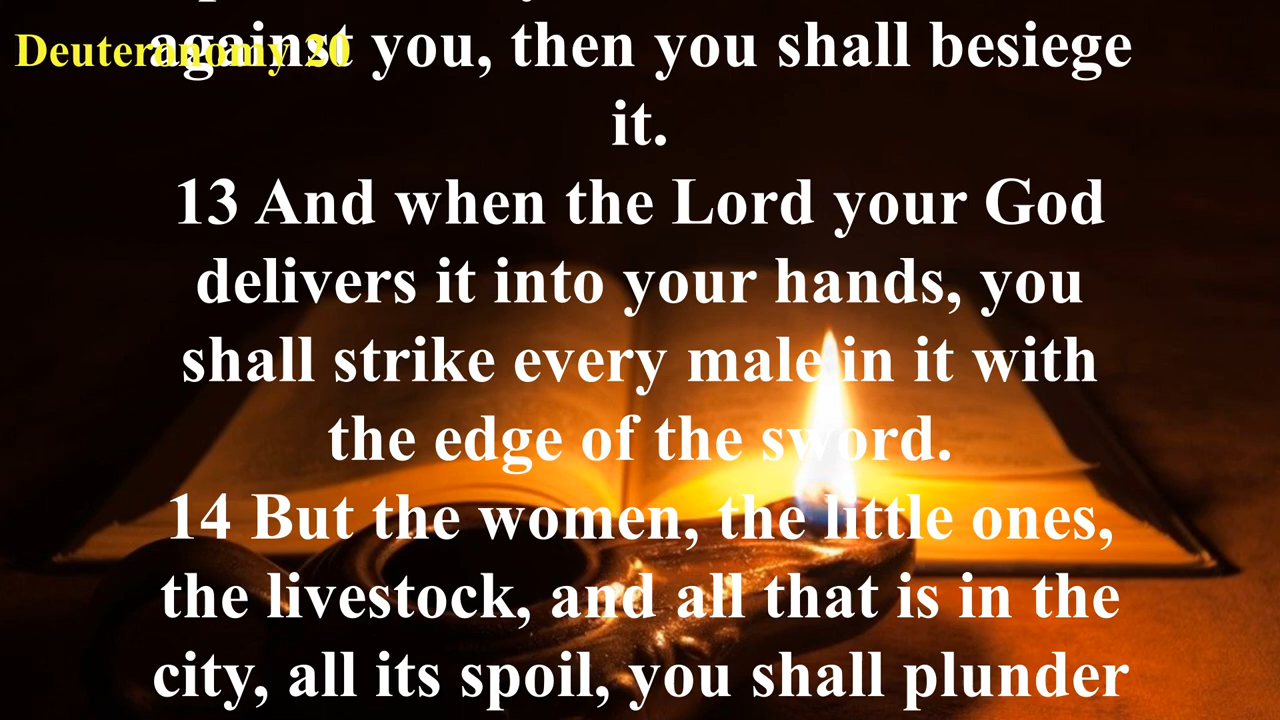 Deuteronomy 20
against you, then you shall besiege
it.
13 And when the Lord your God
delivers it into your hands, you
shall strike every male in it with
the edge of the sword.
14 But the women, the little ones,
the livestock, and all that is in the
city, all its spoil, you shall plunder